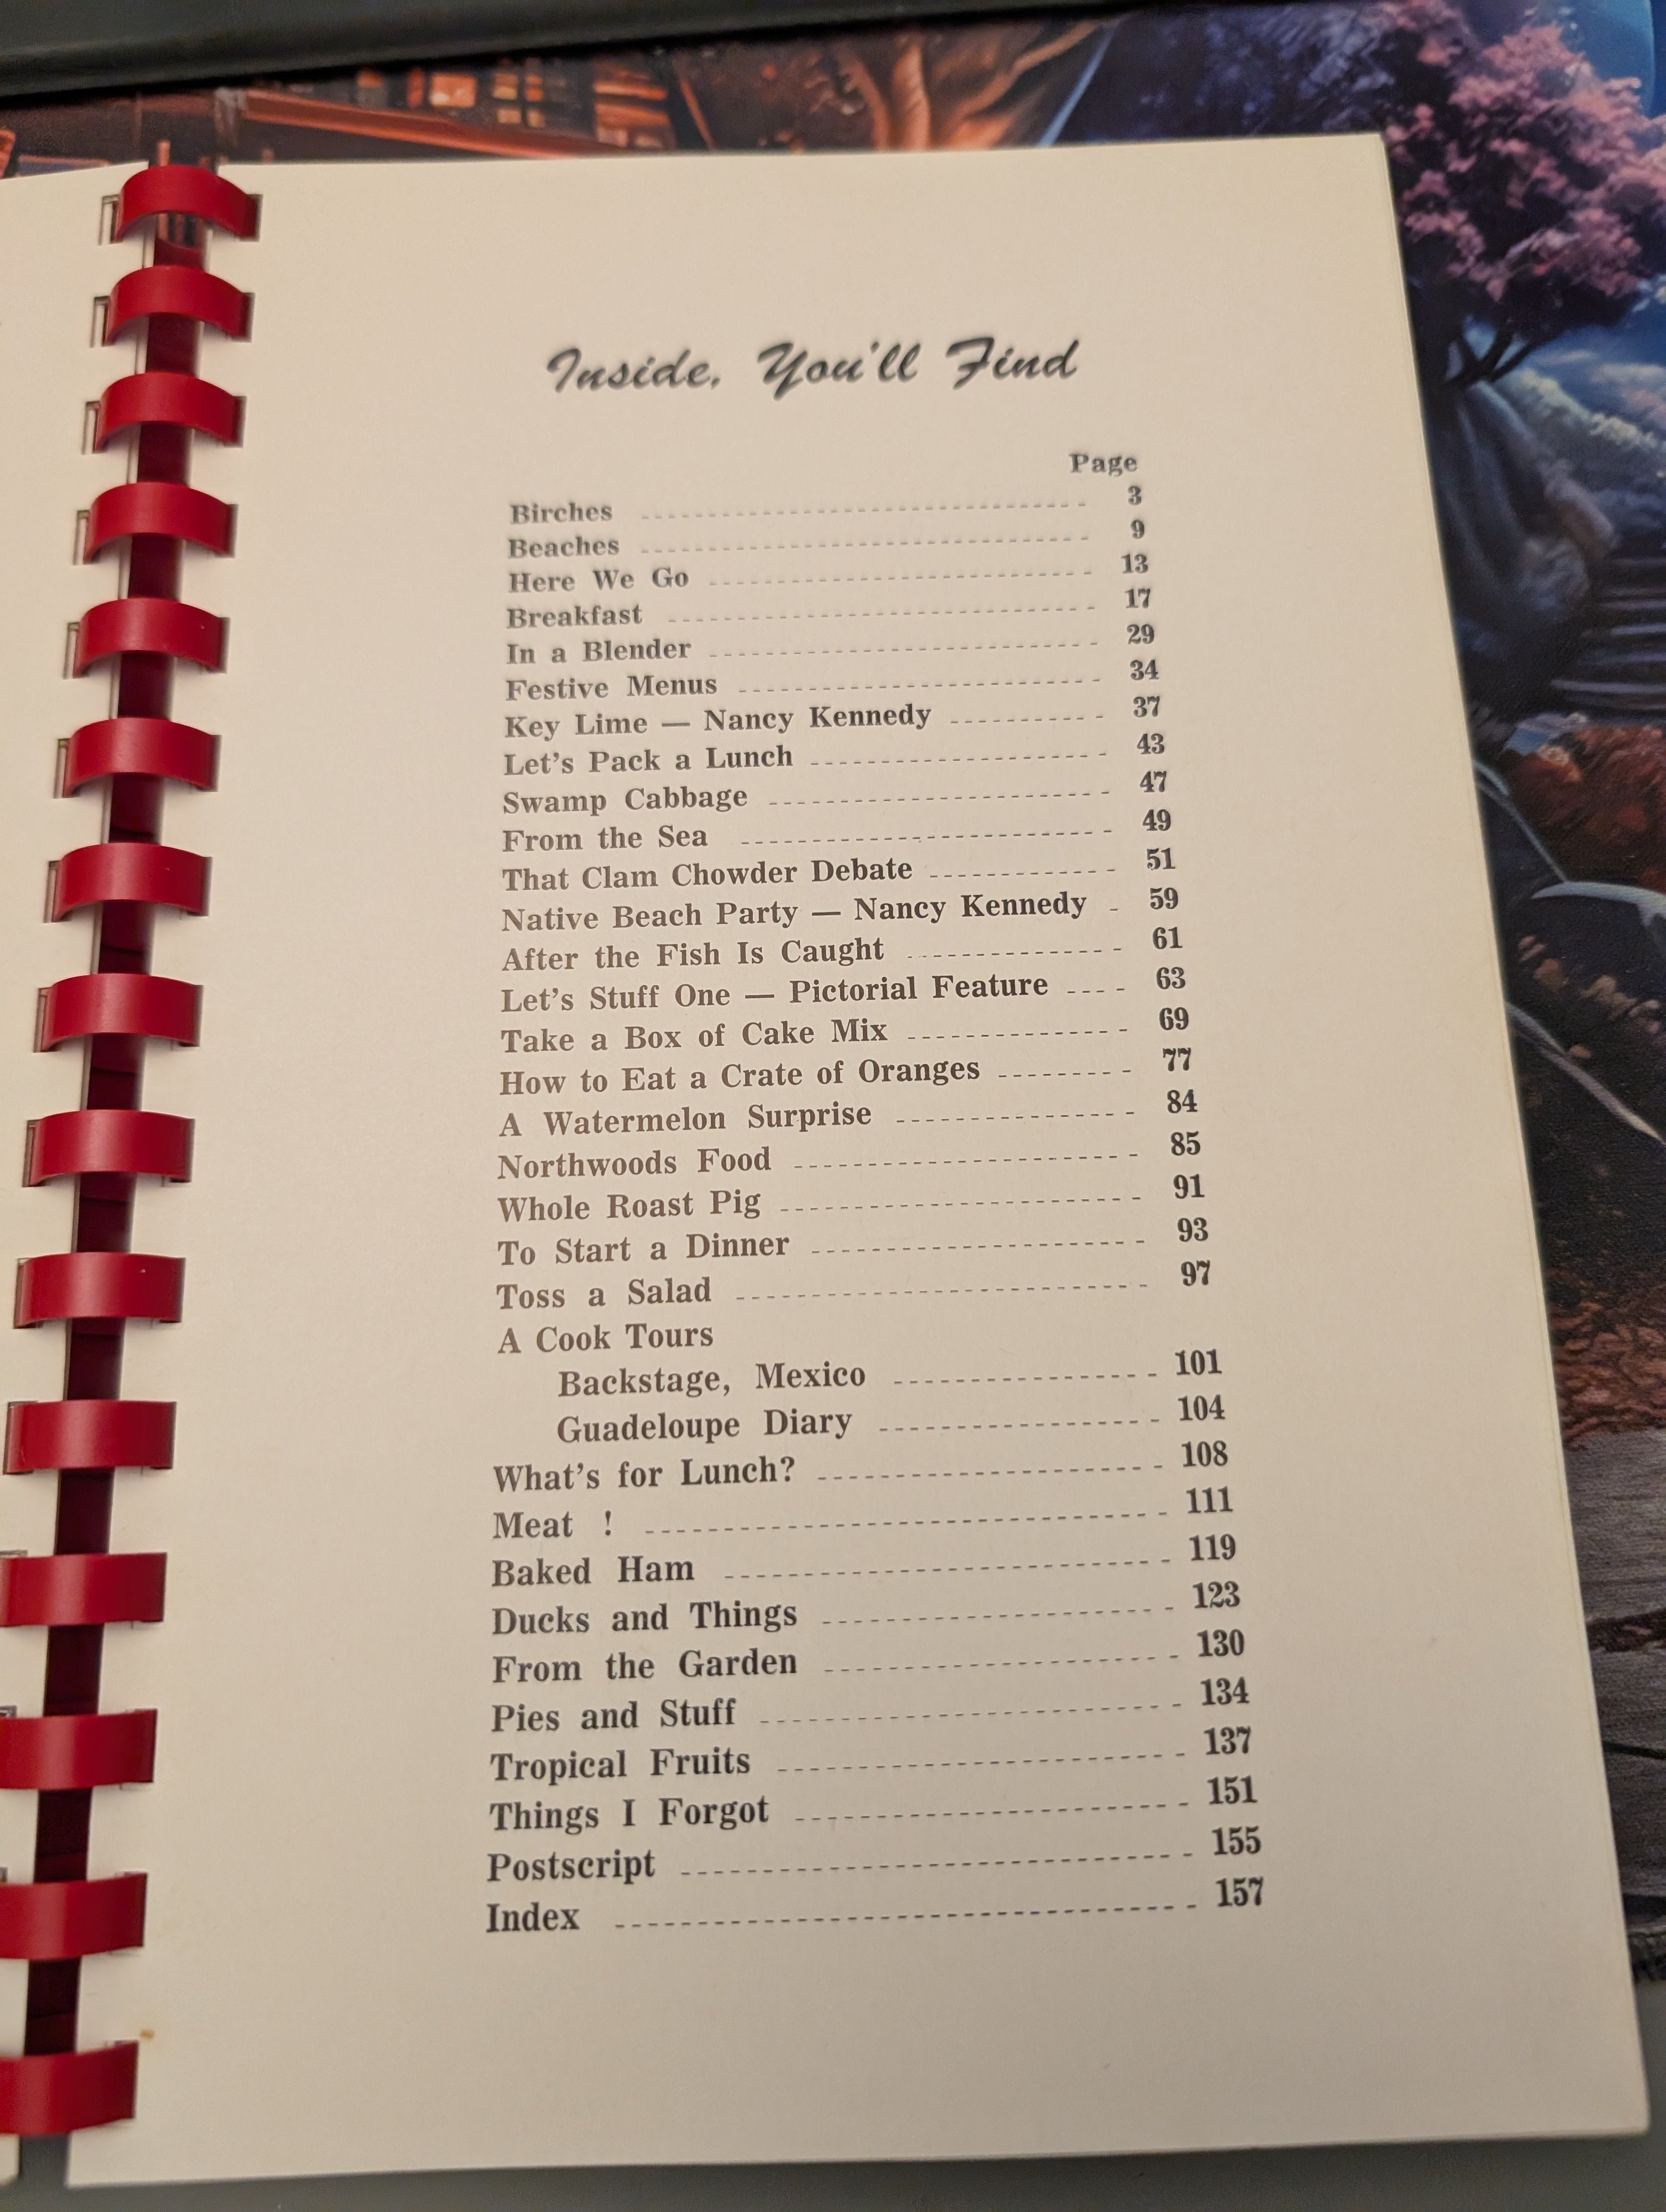 Inside, You'll Find
Page
Birches 3
Beaches 9
Here We Go 13
Breakfast 17
In a Blender 29
Festive Menus 34
Key Lime — Nancy Kennedy 37
Let's Pack a Lunch 43
Swamp Cabbage 47
From the Sea 49
That Clam Chowder Debate 51
Native Beach Party — Nancy Kennedy 59
After the Fish Is Caught 61
Let's Stuff One — Pictorial Feature 63
Take a Box of Cake Mix 69
How to Eat a Crate of Oranges 77
A Watermelon Surprise 84
Northwoods Food 85
Whole Roast Pig 91
To Start a Dinner 93
Toss a Salad 97
A Cook Tours
Backstage, Mexico 101
Guadeloupe Diary 104
What's for Lunch? 108
Meat ! 111
Baked Ham 119
Ducks and Things 123
From the Garden 130
Pies and Stuff 134
Tropical Fruits 137
Things I Forgot 151
Postscript 155
Index 157